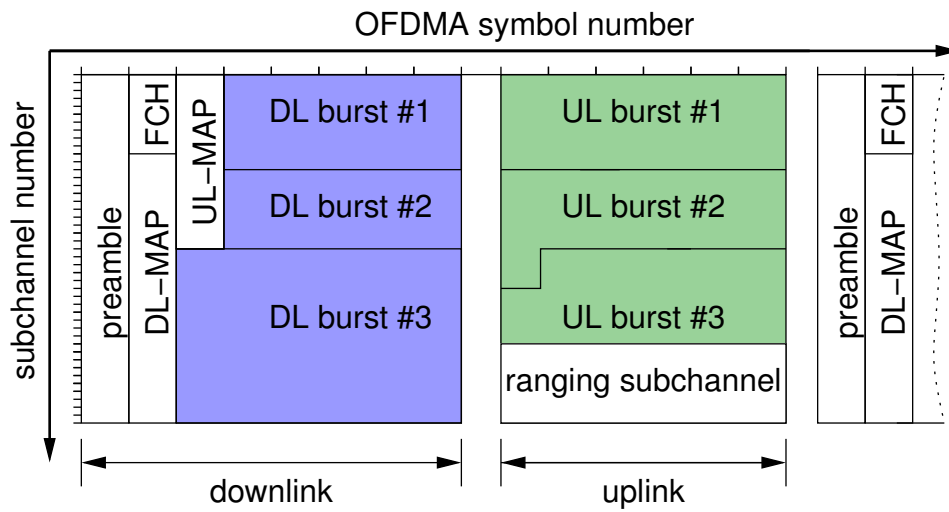 OFDMA symbol number
subchannel number
preamble
FCH
DL−MAP
UL−MAP
DL burst #1
DL burst #2
DL burst #3
UL burst #1
UL burst #2
UL burst #3
ranging subchannel
preamble
FCH
DL−MAP
downlink
uplink